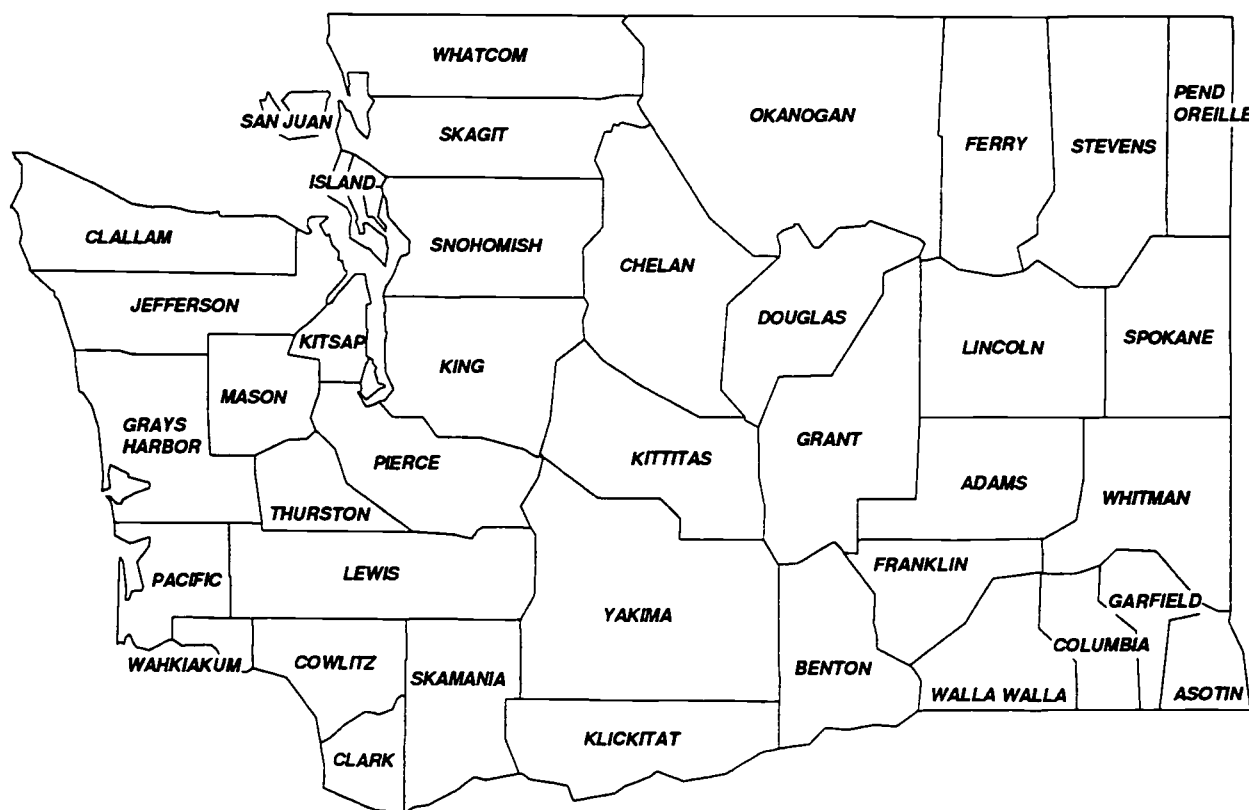 WHATCOM
OKANOGAN
PEND
OREILLE
SAN JUAN
SKAGIT
FERRY
STEVENS
ISLAND
CLALLAM
SNOHOMISH
CHELAN
JEFFERSON
DOUGLAS
KITSAP
KING
LINCOLN
SPOKANE
MASON
GRAYS
HARBOR
PIERCE
KITTITAS
GRANT
ADAMS
WHITMAN
THURSTON
PACIFIC
LEWIS
FRANKLIN
YAKIMA
GARFIELD
COLUMBIA
WAHKIAKUM
COWLITZ
SKAMANIA
BENTON
WALLA WALLA
ASOTIN
KLICKITAT
CLARK